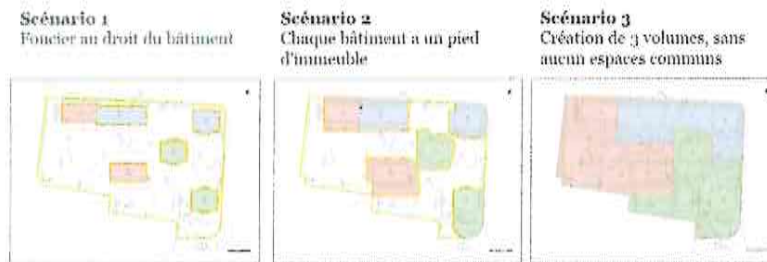 Scénario 1
Foncier au droit du bâtiment
Scénario 2
Chaque bâtiment a un pied
d'immeuble
Scénario 3
Création de 3 volumes, sans
aucun espaces communs